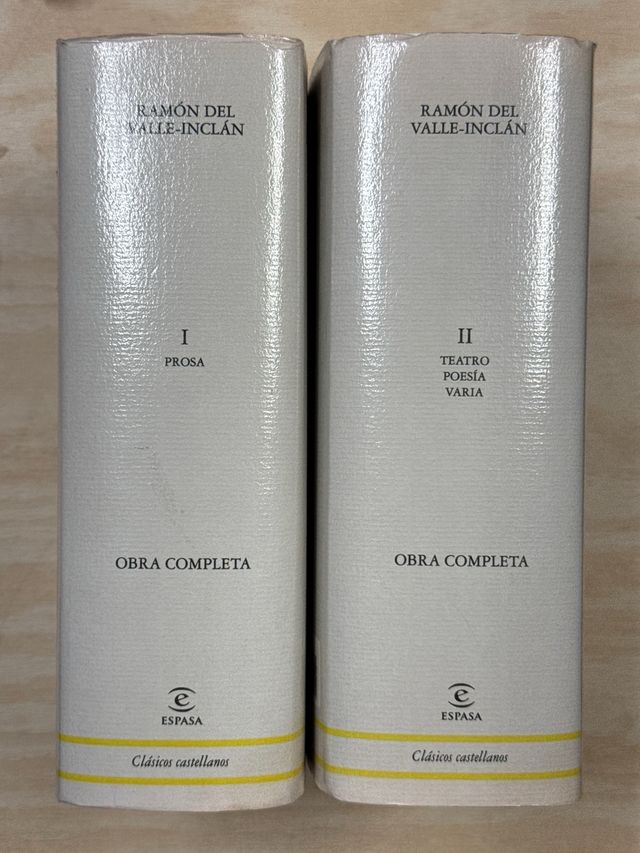 RAMÓN DEL
VALLE-INCLÁN
I
PROSA
OBRA COMPLETA
ESPASA
Clásicos castellanos
RAMÓN DEL
VALLE-INCLÁN
II
TEATRO
POESÍA
VARIA
OBRA COMPLETA
ESPASA
Clásicos castellanos